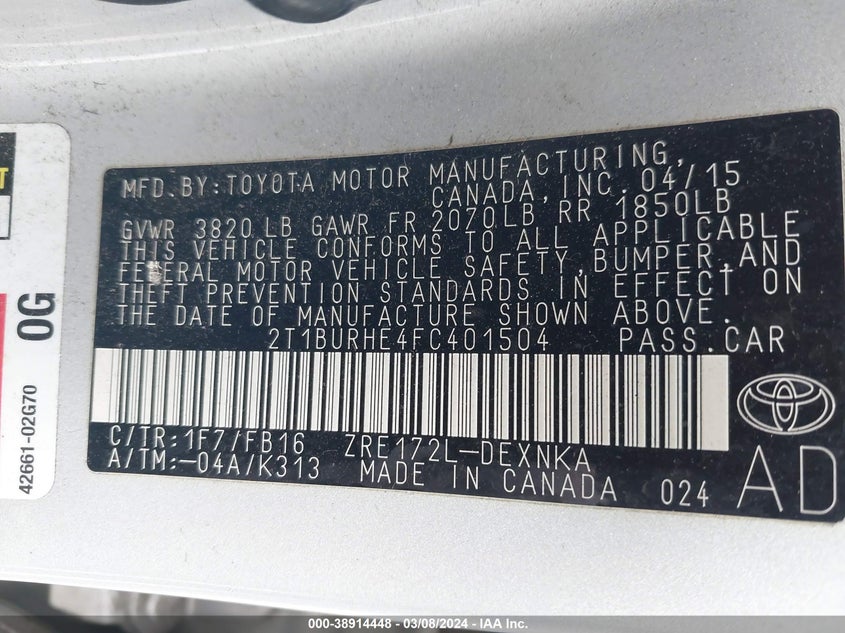 MFD.BY:TOYOTA MOTOR MANUFACTURING,
CANADA,INC. 04/15
GVWR 3820 LB GAWR FR 2070LB RR 1850LB
THIS VEHICLE CONFORMS TO ALL APPLICABLE
FEDERAL MOTOR VEHICLE SAFETY,BUMPER,AND
THEFT PREVENTION STANDARDS IN EFFECT ON
THE DATE OF MANUFACTURE SHOWN ABOVE.
2T1BURHE4FC401504 PASS.CAR
C/TR:1F7/FB16 ZRE172L-DEXNKA
A/TM:-04A/K313 MADE IN CANADA 024
AD
0G
42661-02G70
000-38914448 - 03/08/2024 - IAA Inc.